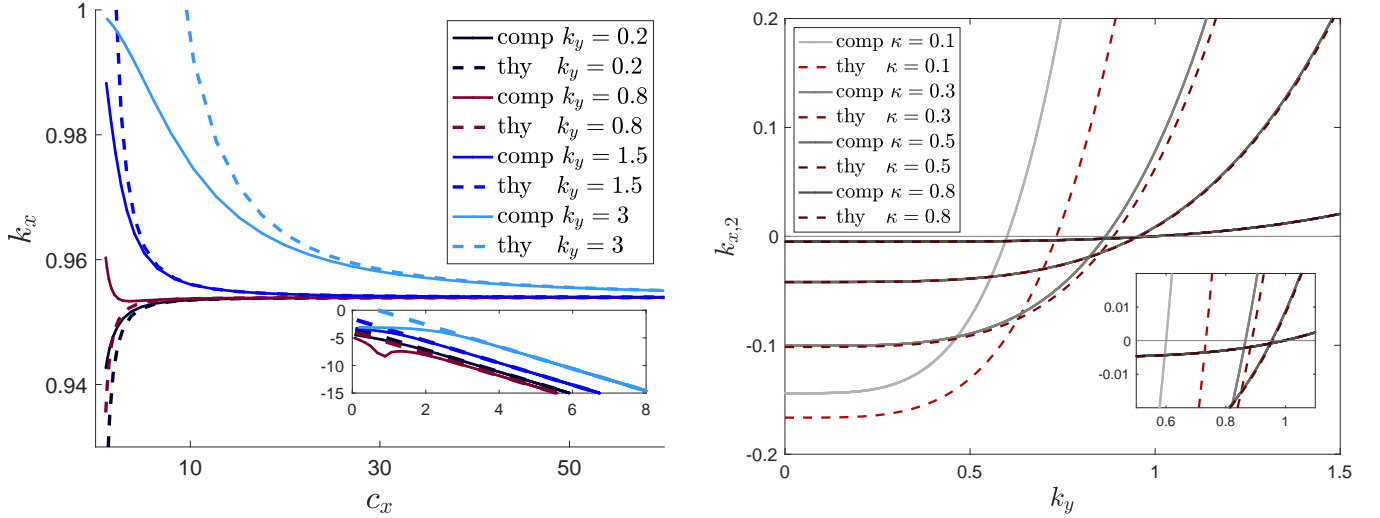 1
0.98
0.96
0.94
k_x
10
30
50
c_x
comp k_y = 0.2
thy k_y = 0.2
comp k_y = 0.8
thy k_y = 0.8
comp k_y = 1.5
thy k_y = 1.5
comp k_y = 3
thy k_y = 3
0
-5
-10
-15
0
2
4
6
8
0.2
0.1
0
-0.1
-0.2
k_{x,2}
0
0.5
1
1.5
k_y
comp κ = 0.1
thy κ = 0.1
comp κ = 0.3
thy κ = 0.3
comp κ = 0.5
thy κ = 0.5
comp κ = 0.8
thy κ = 0.8
0.01
0
-0.01
0.6
0.8
1